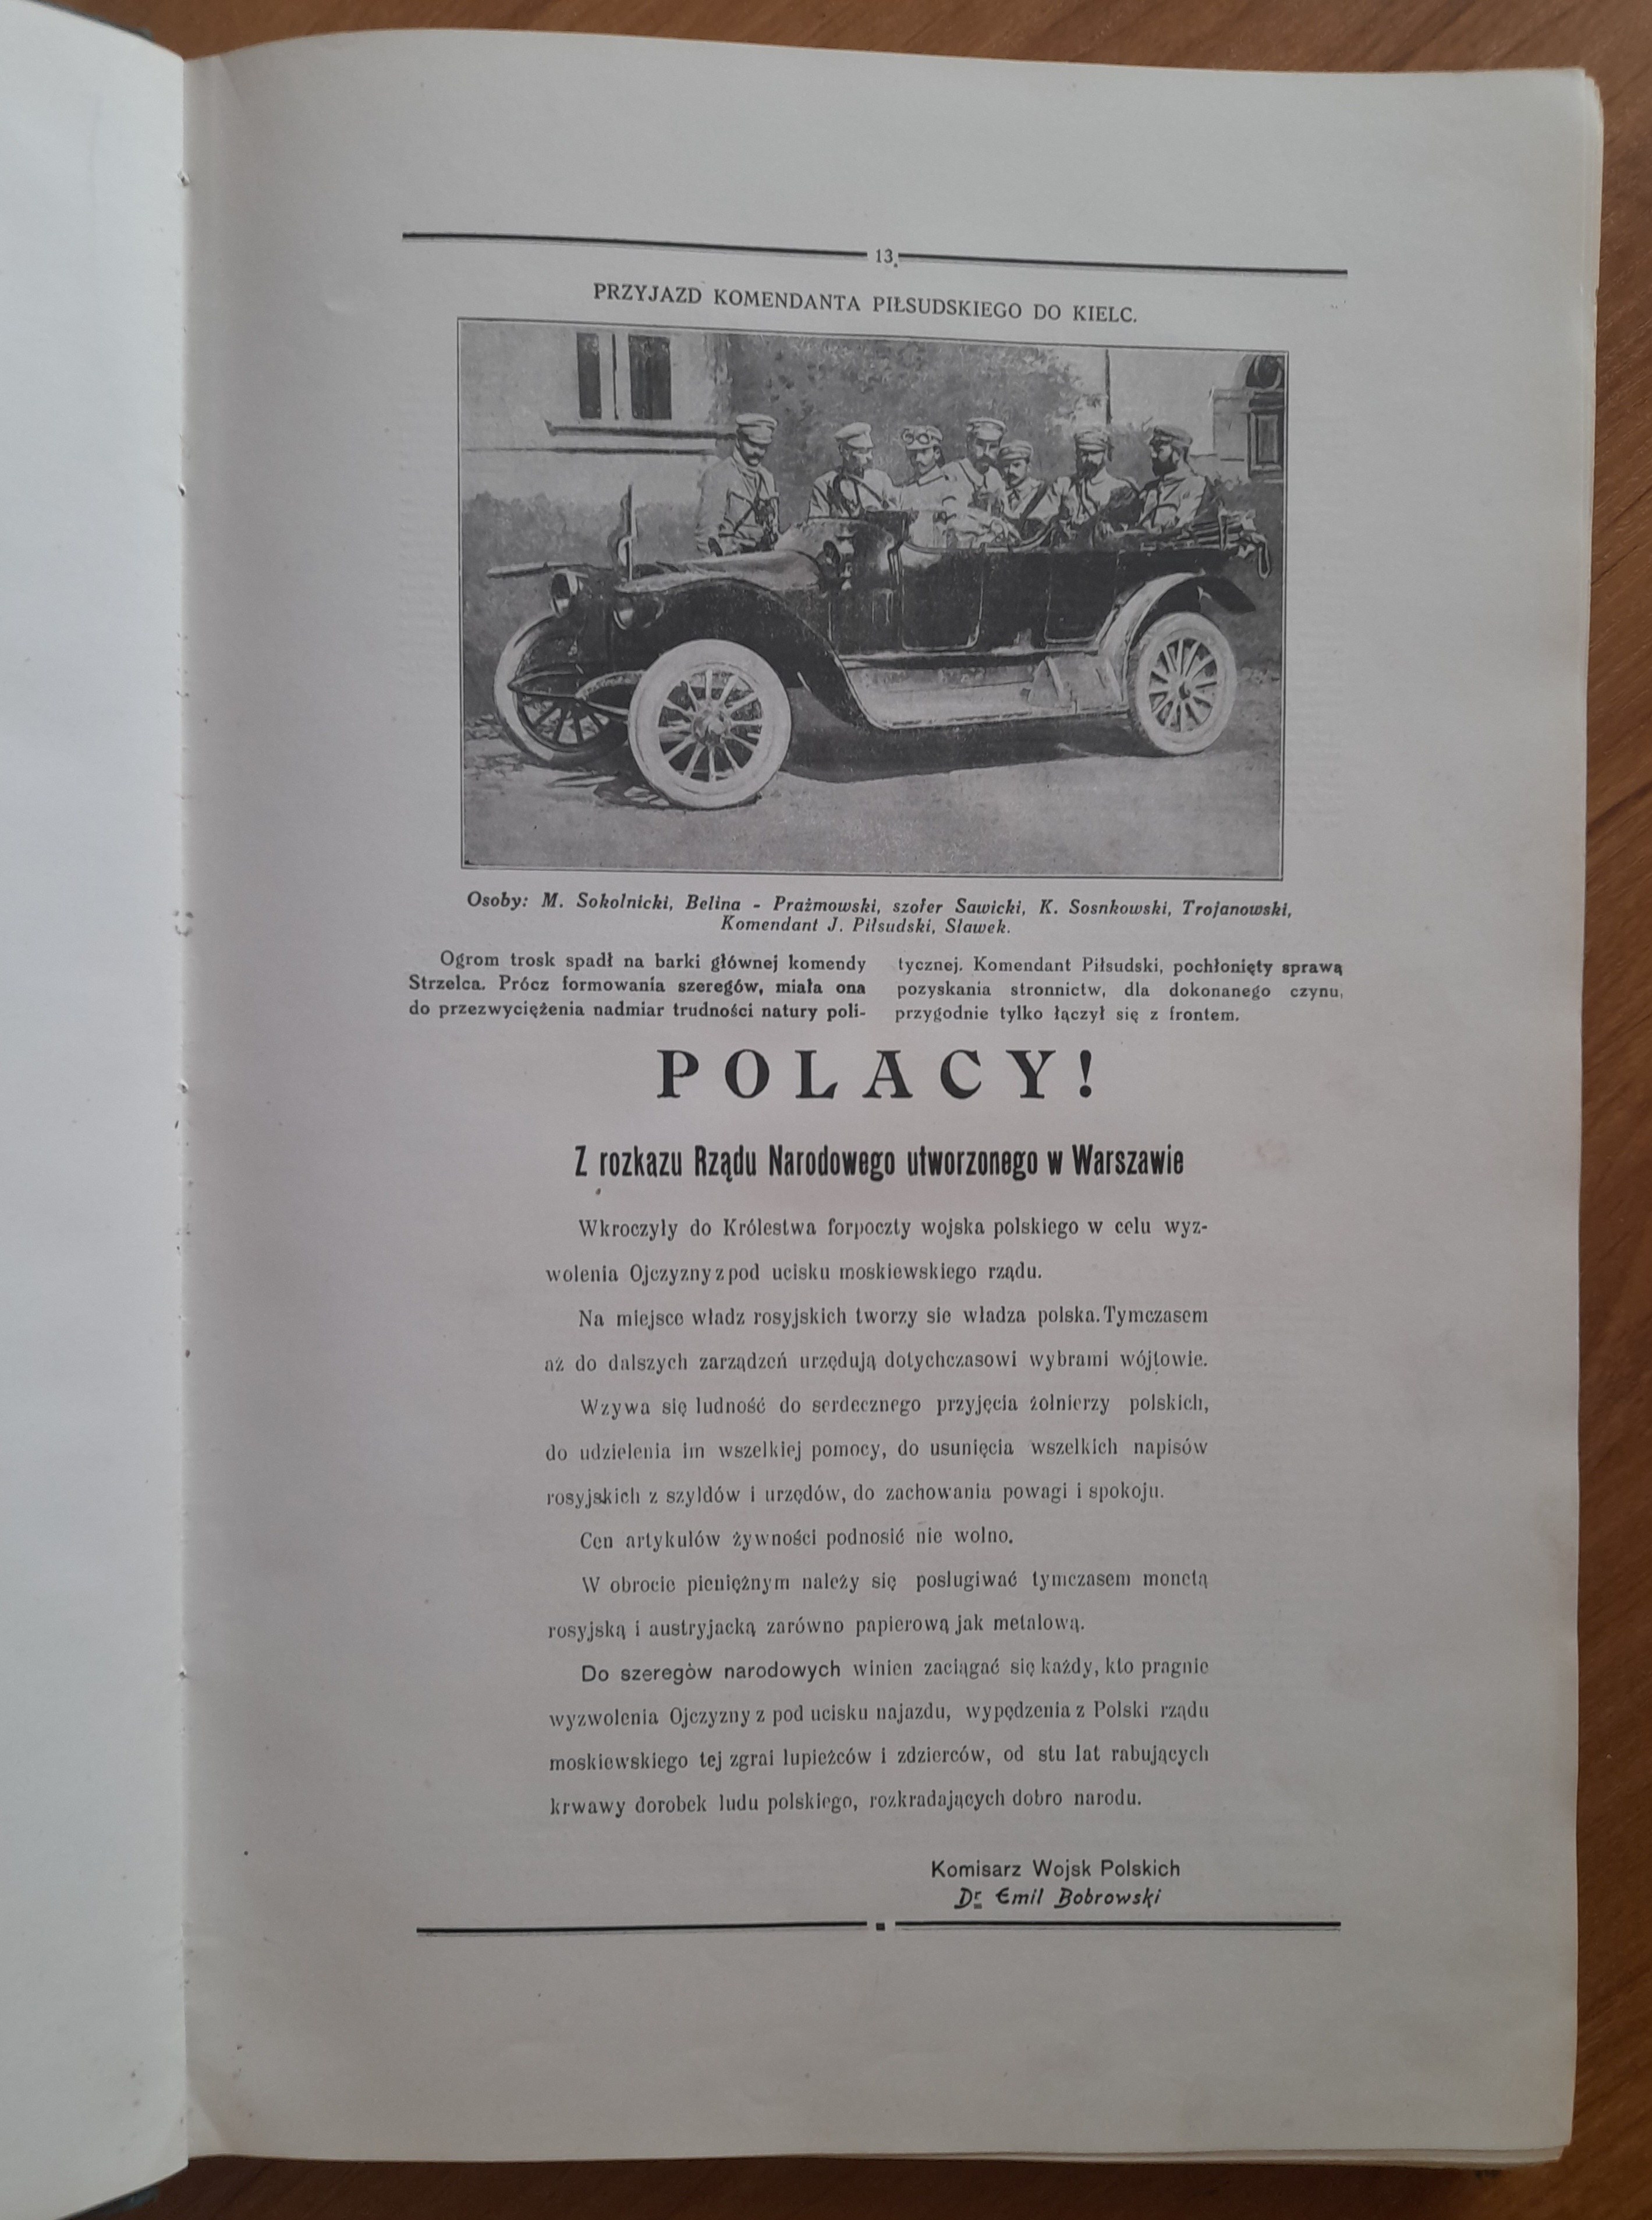 13.
PRZYJAZD KOMENDANTA PIŁSUDSKIEGO DO KIELC.
Osoby: M. Sokolnicki, Belina - Prażmowski, szofer Sawicki, K. Sosnkowski, Trojanowski,
Komendant J. Piłsudski, Sławek.
Ogrom trosk spadł na barki głównej komendy
Strzelca. Prócz formowania szeregów, miała ona
do przezwyciężenia nadmiar trudności natury poli-
tycznej. Komendant Piłsudski, pochłonięty sprawą
pozyskania stronnictw, dla dokonanego czynu,
przygodnie tylko łączył się z frontem.
POLACY!
Z rozkazu Rządu Narodowego utworzonego w Warszawie
Wkroczyły do Królestwa forpoczty wojska polskiego w celu wyz-
wolenia Ojczyzny z pod ucisku moskiewskiego rządu.
Na miejsce władz rosyjskich tworzy sie władza polska. Tymczasem
aż do dalszych zarządzeń urzędują dotychczasowi wybrami wójtowie.
Wzywa się ludność do serdecznego przyjęcia żołnierzy polskich,
do udzielenia im wszelkiej pomocy, do usunięcia wszelkich napisów
rosyjskich z szyldów i urzędów, do zachowania powagi i spokoju.
Cen artykułów żywności podnosić nie wolno.
W obrocie pieniężnym należy się posługiwać tymczasem monetą
rosyjską i austryjacką zarówno papierową jak metalową.
Do szeregów narodowych winien zaciągać się każdy, kto pragnie
wyzwolenia Ojczyzny z pod ucisku najazdu, wypędzenia z Polski rządu
moskiewskiego tej zgrai łupieżców i zdzierców, od stu lat rabujących
krwawy dorobek ludu polskiego, rozkradających dobro narodu.
Komisarz Wojsk Polskich
Dr Emil Bobrowski